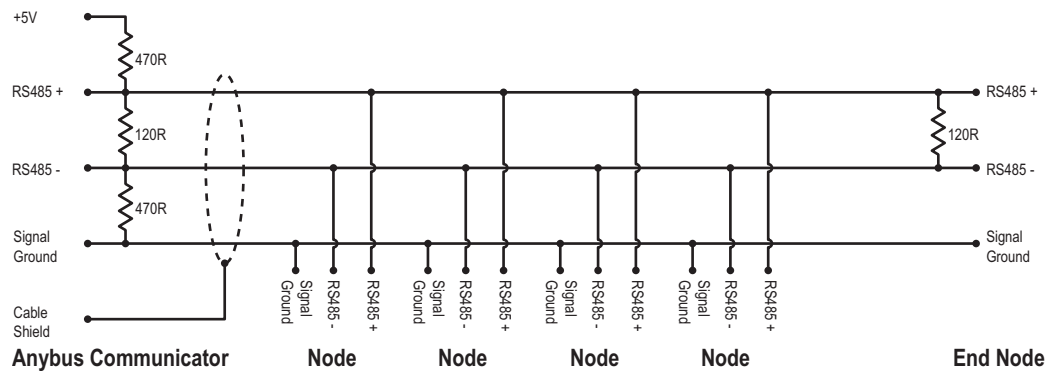 +5V
470R
RS485 +
RS485 +
120R
120R
RS485 -
RS485 -
470R
Signal
Ground
Signal
Ground
Signal
Ground
RS485 -
RS485 +
Signal
Ground
RS485 -
RS485 +
Signal
Ground
RS485 -
RS485 +
Signal
Ground
RS485 -
RS485 +
Cable
Shield
Anybus Communicator
Node
Node
Node
Node
End Node